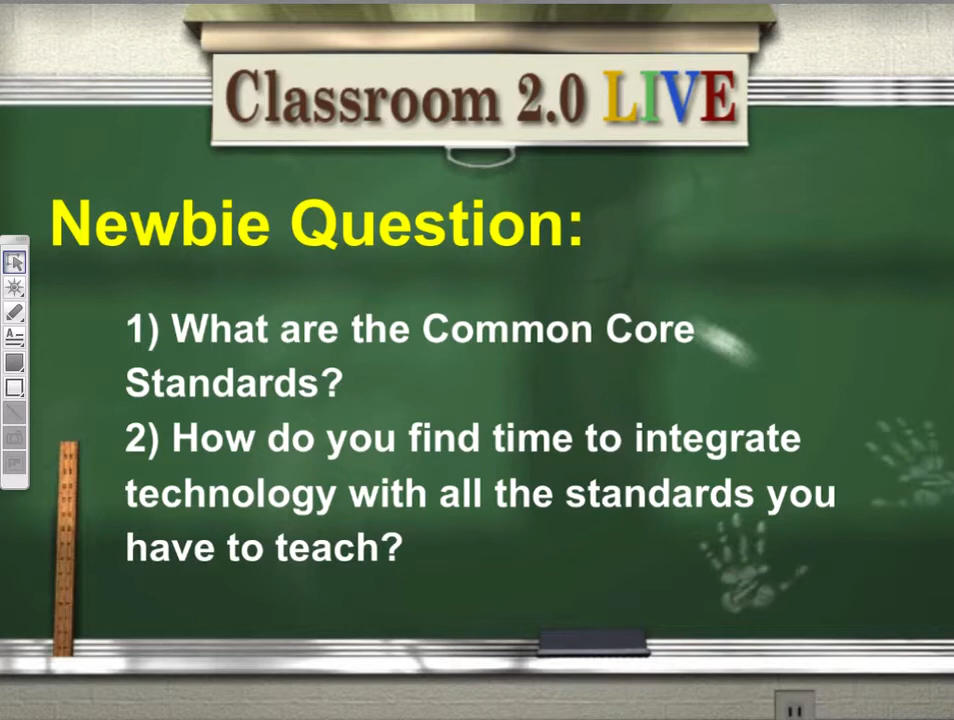 Classroom 2.0 LIVE
Newbie Question:
1) What are the Common Core
Standards?
2) How do you find time to integrate
technology with all the standards you
have to teach?